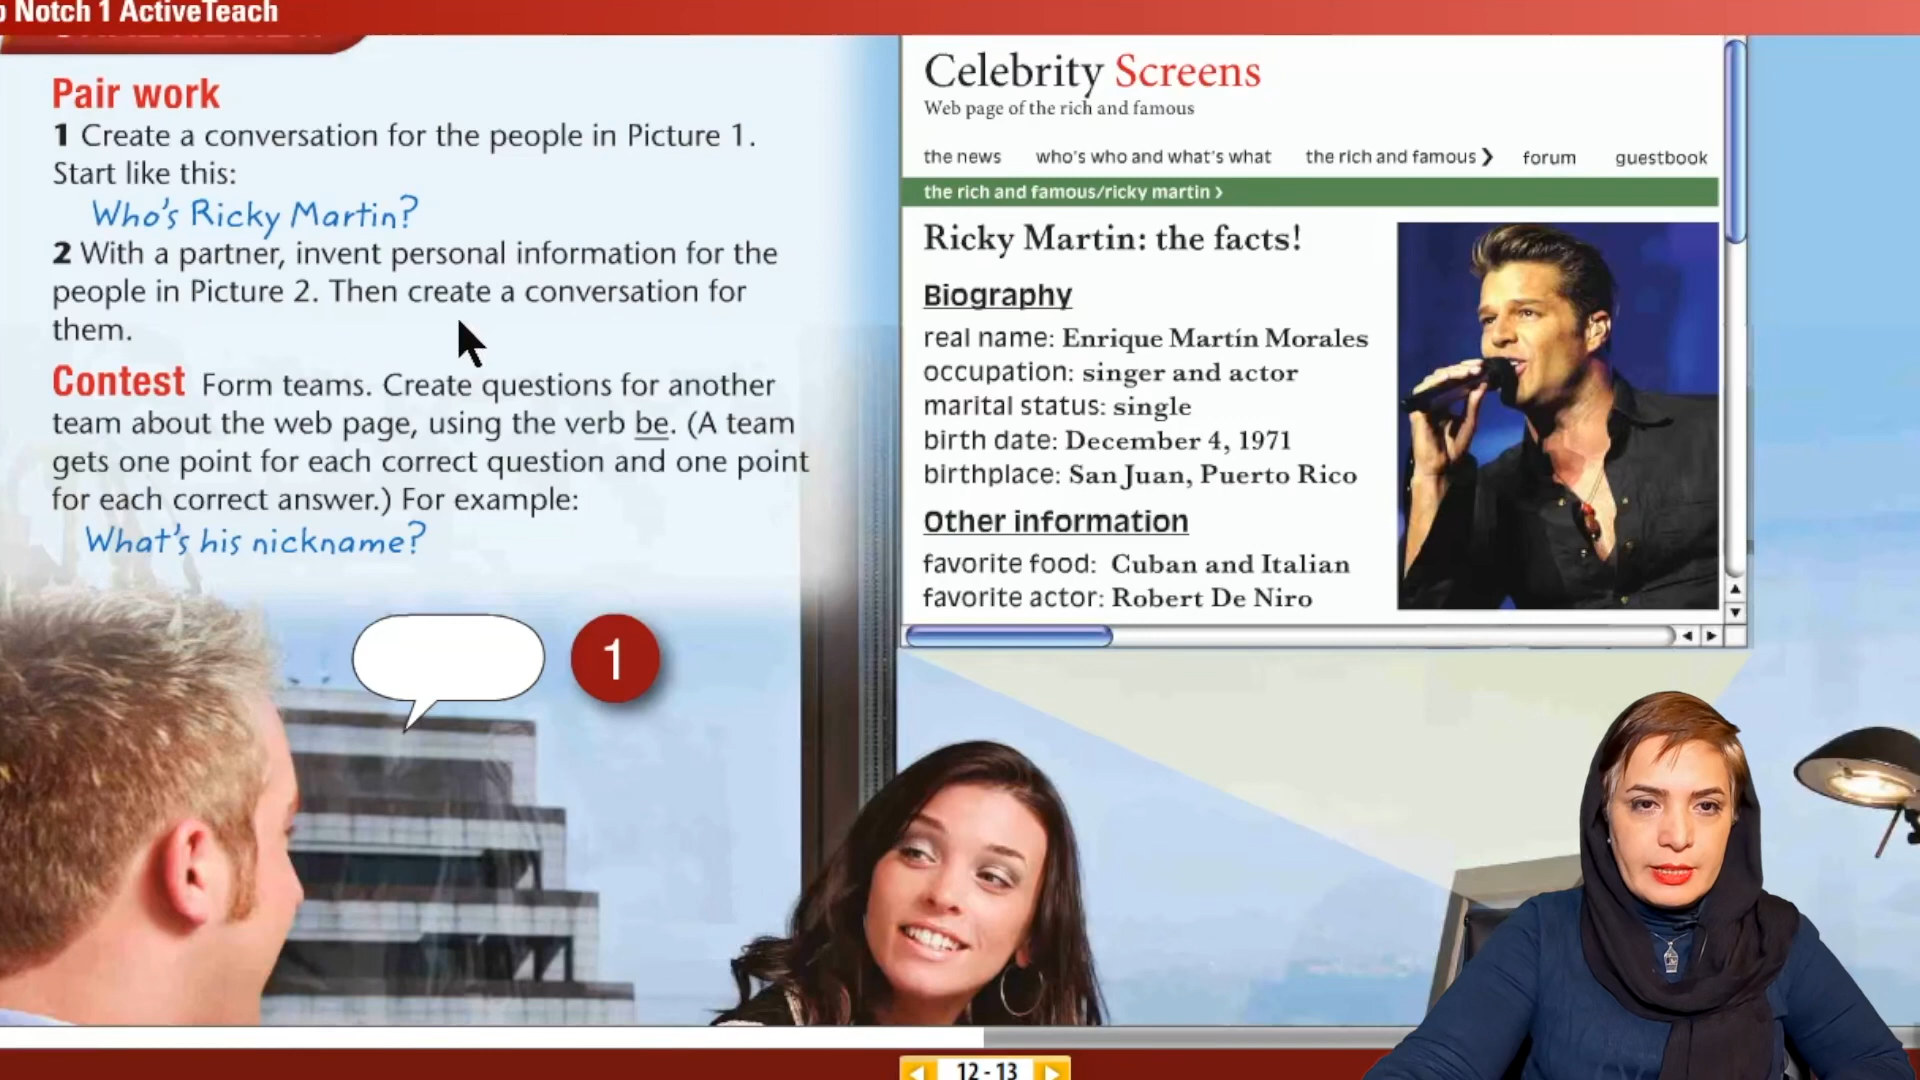 Notch 1 ActiveTeach
Pair work
1 Create a conversation for the people in Picture 1.
Start like this:
Who's Ricky Martin?
2 With a partner, invent personal information for the
people in Picture 2. Then create a conversation for
them.
Contest Form teams. Create questions for another
team about the web page, using the verb be. (A team
gets one point for each correct question and one point
for each correct answer.) For example:
What's his nickname?
1
Celebrity Screens
Web page of the rich and famous
the news who's who and what's what the rich and famous ❯ forum guestbook
the rich and famous/ricky martin ›
Ricky Martin: the facts!
Biography
real name: Enrique Martín Morales
occupation: singer and actor
marital status: single
birth date: December 4, 1971
birthplace: San Juan, Puerto Rico
Other information
favorite food: Cuban and Italian
favorite actor: Robert De Niro
12 - 13